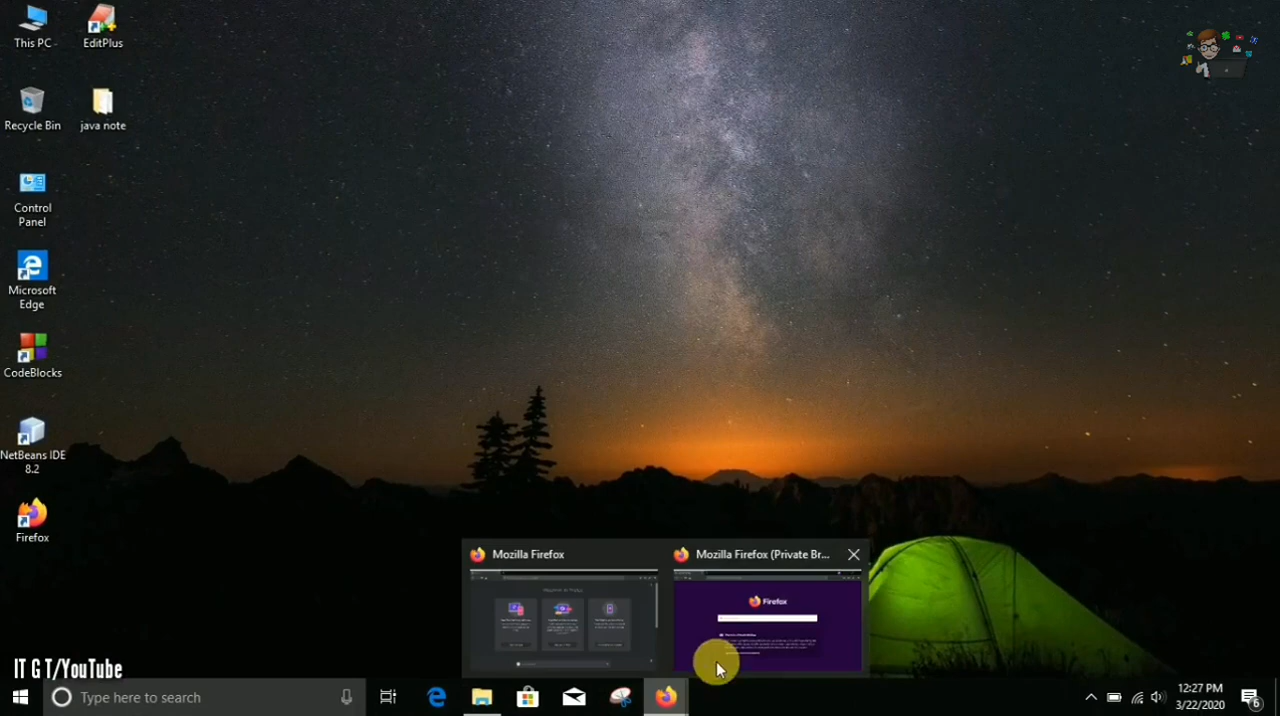 This PC
EditPlus
Recycle Bin
java note
Control
Panel
Microsoft
Edge
CodeBlocks
NetBeans IDE
8.2
Firefox
Mozilla Firefox
Mozilla Firefox (Private Br...
Firefox
IT G T/YouTube
Type here to search
12:27 PM
3/22/2020
6